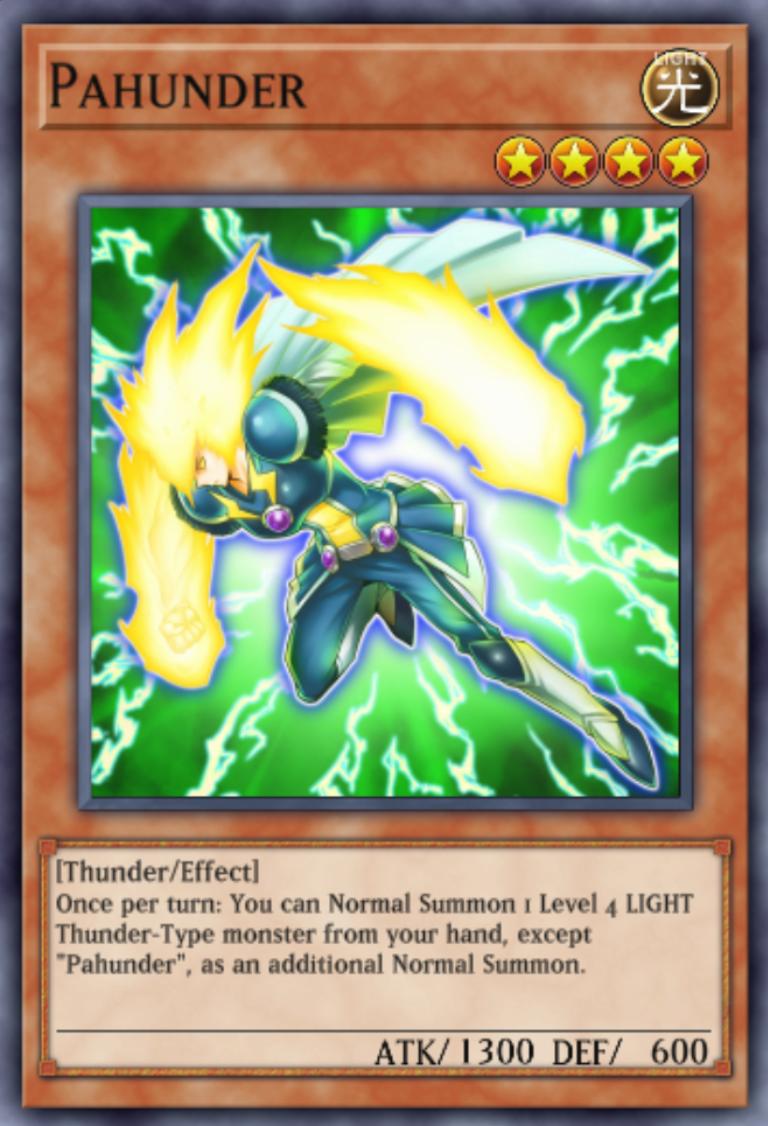 PAHUNDER
LIGHT
光
[Thunder/Effect]
Once per turn: You can Normal Summon 1 Level 4 LIGHT
Thunder-Type monster from your hand, except
"Pahunder", as an additional Normal Summon.
ATK/ 1300 DEF/ 600